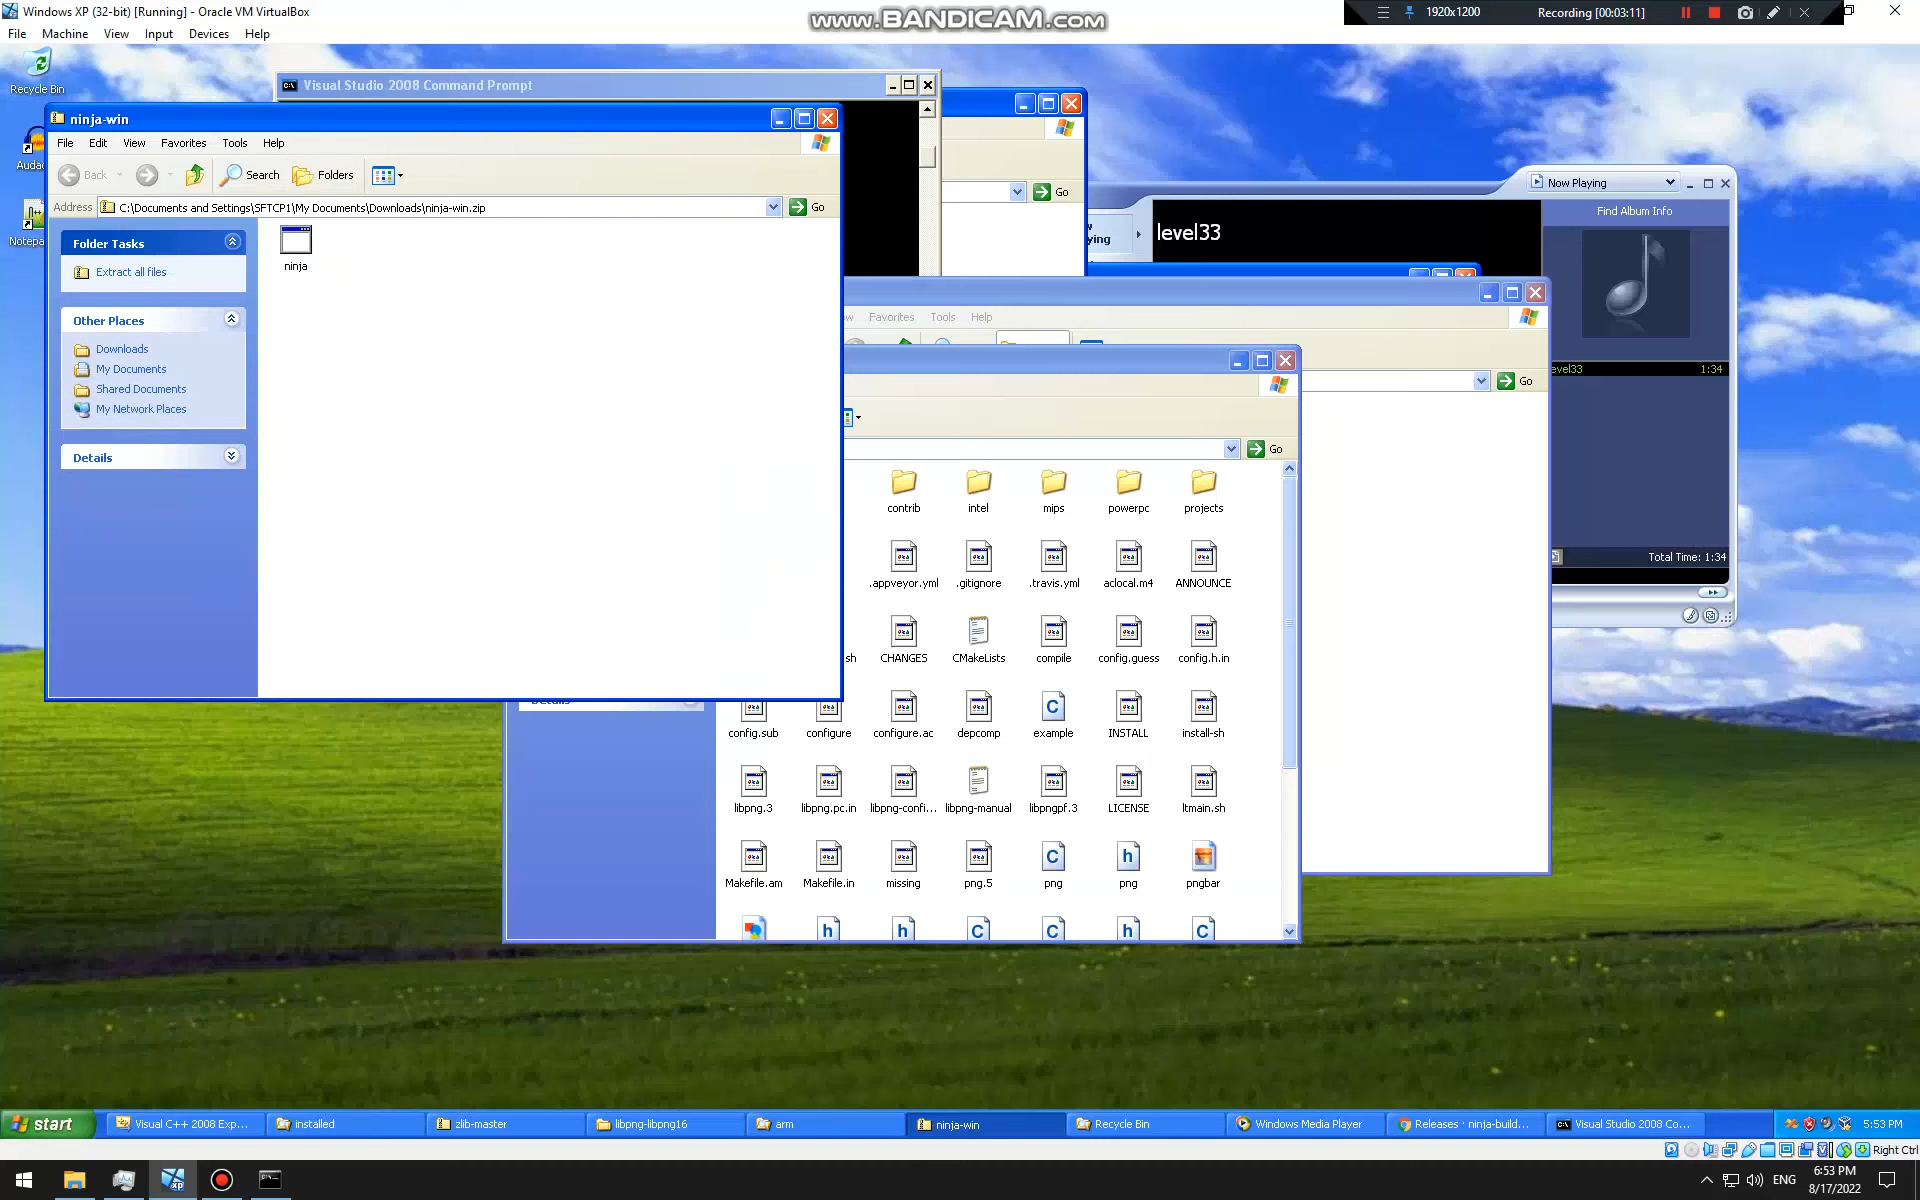 Windows XP (32-bit) [Running] - Oracle VM VirtualBox
www.BANDICAM.com
1920x1200
Recording [00:03:11]
File Machine View Input Devices Help
Recycle Bin
Visual Studio 2008 Command Prompt
ninja-win
File Edit View Favorites Tools Help
Back
Search
Folders
Address
C:\Documents and Settings\SFTCP1\My Documents\Downloads\ninja-win.zip
Go
Folder Tasks
Extract all files
Other Places
Downloads
My Documents
Shared Documents
My Network Places
Details
ninja
Go
Now Playing
Find Album Info
level33
1:34
Total Time: 1:34
Favorites Tools Help
Go
Go
contrib intel mips powerpc projects
.appveyor.yml .gitignore .travis.yml aclocal.m4 ANNOUNCE
sh CHANGES CMakeLists compile config.guess config.h.in
config.sub configure configure.ac depcomp example INSTALL install-sh
libpng.3 libpng.pc.in libpng-confi... libpng-manual libpngpf.3 LICENSE ltmain.sh
Makefile.am Makefile.in missing png.5 png png pngbar
start
Visual C++ 2008 Exp...
installed
zlib-master
libpng-libpng16
arm
ninja-win
Recycle Bin
Windows Media Player
Releases · ninja-build...
Visual Studio 2008 Co...
5:53 PM
Right Ctrl
ENG
6:53 PM
8/17/2022